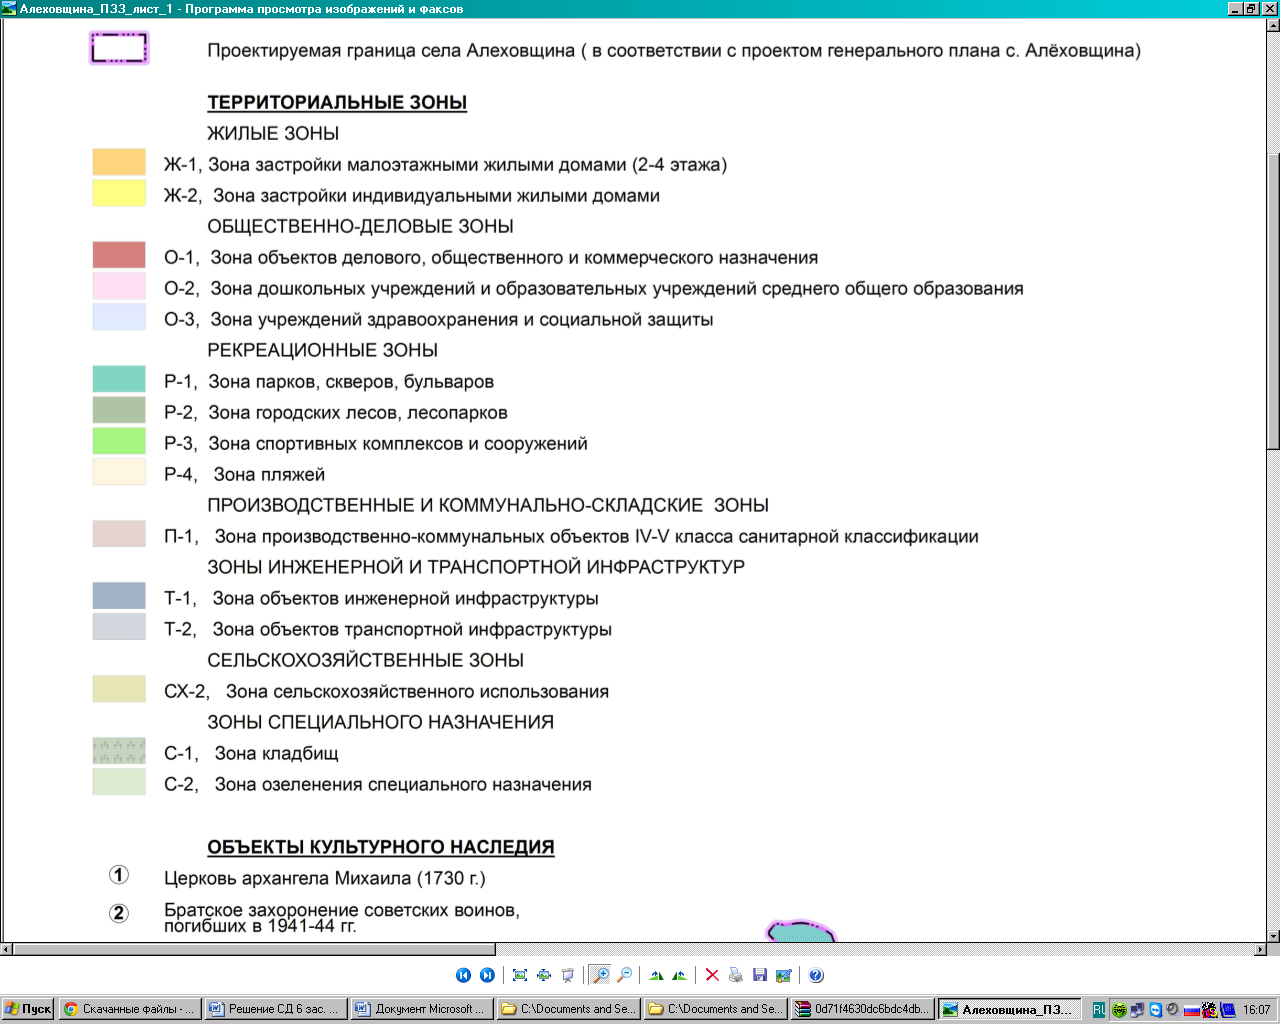 Алеховщина_ПЗЗ_лист_1 - Программа просмотра изображений и факсов
Проектируемая граница села Алеховщина ( в соответствии с проектом генерального плана с. Алёховщина)
ТЕРРИТОРИАЛЬНЫЕ ЗОНЫ
ЖИЛЫЕ ЗОНЫ
Ж-1, Зона застройки малоэтажными жилыми домами (2-4 этажа)
Ж-2, Зона застройки индивидуальными жилыми домами
ОБЩЕСТВЕННО-ДЕЛОВЫЕ ЗОНЫ
О-1, Зона объектов делового, общественного и коммерческого назначения
О-2, Зона дошкольных учреждений и образовательных учреждений среднего общего образования
О-3, Зона учреждений здравоохранения и социальной защиты
РЕКРЕАЦИОННЫЕ ЗОНЫ
Р-1, Зона парков, скверов, бульваров
Р-2, Зона городских лесов, лесопарков
Р-3, Зона спортивных комплексов и сооружений
Р-4, Зона пляжей
ПРОИЗВОДСТВЕННЫЕ И КОММУНАЛЬНО-СКЛАДСКИЕ ЗОНЫ
П-1, Зона производственно-коммунальных объектов IV-V класса санитарной классификации
ЗОНЫ ИНЖЕНЕРНОЙ И ТРАНСПОРТНОЙ ИНФРАСТРУКТУР
Т-1, Зона объектов инженерной инфраструктуры
Т-2, Зона объектов транспортной инфраструктуры
СЕЛЬСКОХОЗЯЙСТВЕННЫЕ ЗОНЫ
СХ-2, Зона сельскохозяйственного использования
ЗОНЫ СПЕЦИАЛЬНОГО НАЗНАЧЕНИЯ
С-1, Зона кладбищ
С-2, Зона озеленения специального назначения
ОБЪЕКТЫ КУЛЬТУРНОГО НАСЛЕДИЯ
1 Церковь архангела Михаила (1730 г.)
2 Братское захоронение советских воинов,
погибших в 1941-44 гг.
Пуск Скачанные файлы - ... Решение СД 6 зас. ... Документ Microsoft ... C:\Documents and Se... C:\Documents and Se... 0d71f4630dc6bdc4db... Алеховщина_ПЗ... RL 16:07